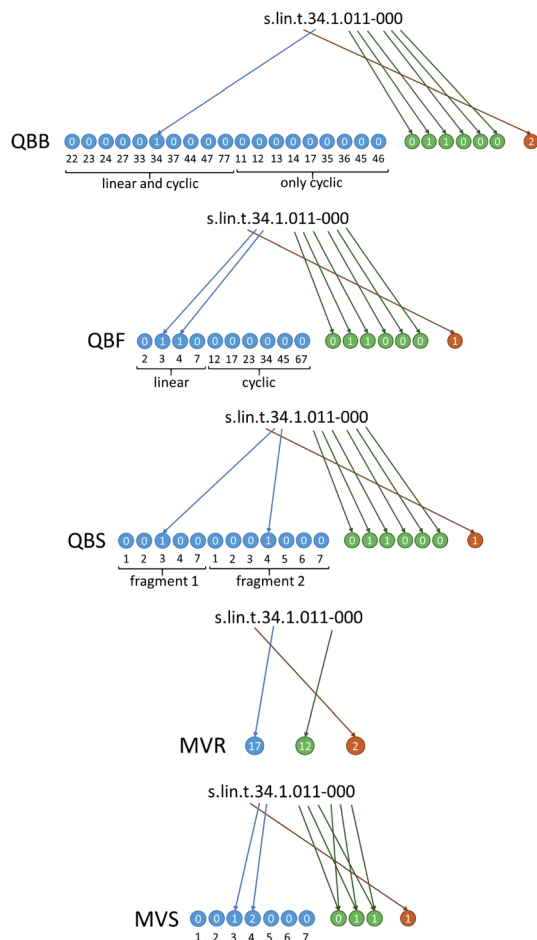 s.lin.t.34.1.011-000
QBB 0 0 0 0 0 1 0 0 0 0 0 0 0 0 0 0 0 0 0 0 1 1 0 0 0 2
22 23 24 27 33 34 37 44 47 77 11 12 13 14 17 35 36 45 46
linear and cyclic only cyclic
s.lin.t.34.1.011-000
QBF 0 1 1 0 0 0 0 0 0 0 0 1 1 0 0 0 1
2 3 4 7 12 17 23 34 45 67
linear cyclic
s.lin.t.34.1.011-000
QBS 0 0 1 0 0 0 0 0 1 0 0 0 0 1 1 0 0 0 1
1 2 3 4 7 1 2 3 4 5 6 7
fragment 1 fragment 2
s.lin.t.34.1.011-000
MVR 17 12 2
s.lin.t.34.1.011-000
MVS 0 0 1 2 0 0 0 0 1 1 1
1 2 3 4 5 6 7